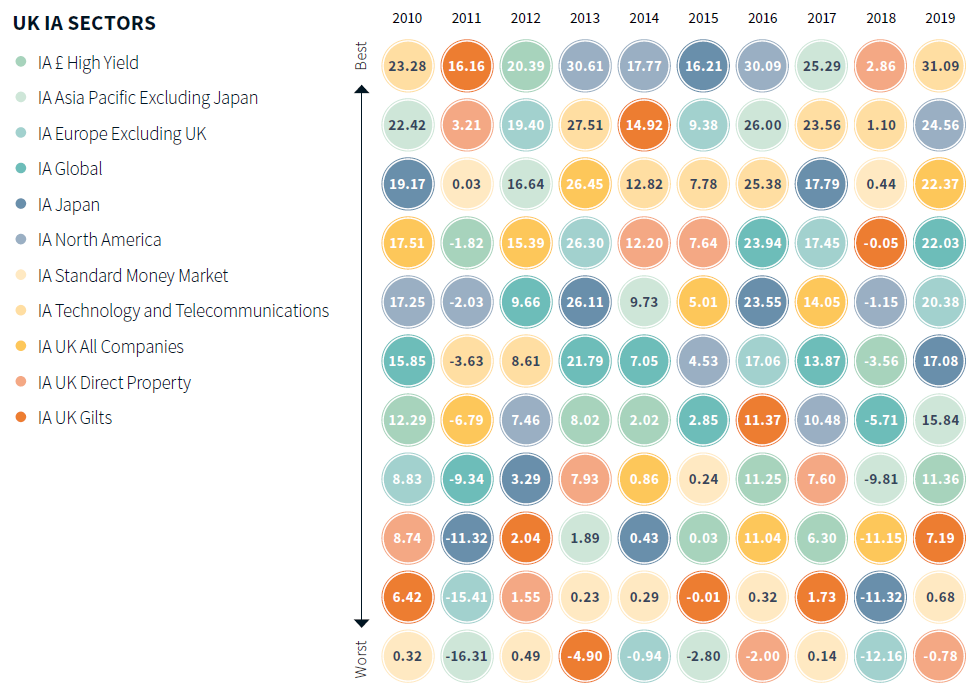 UK IA SECTORS
IA £ High Yield
IA Asia Pacific Excluding Japan
IA Europe Excluding UK
IA Global
IA Japan
IA North America
IA Standard Money Market
IA Technology and Telecommunications
IA UK All Companies
IA UK Direct Property
IA UK Gilts
Best
Worst
2010 2011 2012 2013 2014 2015 2016 2017 2018 2019
23.28 16.16 20.39 30.61 17.77 16.21 30.09 25.29 2.86 31.09
22.42 3.21 19.40 27.51 14.92 9.38 26.00 23.56 1.10 24.56
19.17 0.03 16.64 26.45 12.82 7.78 25.38 17.79 0.44 22.37
17.51 -1.82 15.39 26.30 12.20 7.64 23.94 17.45 -0.05 22.03
17.25 -2.03 9.66 26.11 9.73 5.01 23.55 14.05 -1.15 20.38
15.85 -3.63 8.61 21.79 7.05 4.53 17.06 13.87 -3.56 17.08
12.29 -6.79 7.46 8.02 2.02 2.85 11.37 10.48 -5.71 15.84
8.83 -9.34 3.29 7.93 0.86 0.24 11.25 7.60 -9.81 11.36
8.74 -11.32 2.04 1.89 0.43 0.03 11.04 6.30 -11.15 7.19
6.42 -15.41 1.55 0.23 0.29 -0.01 0.32 1.73 -11.32 0.68
0.32 -16.31 0.49 -4.90 -0.94 -2.80 -2.00 0.14 -12.16 -0.78